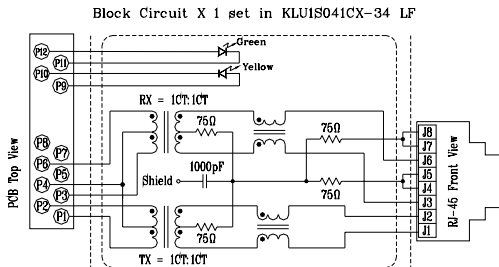 Block Circuit X 1 set in KLU1S041CX-34 LF
P12
Green
P11
P10
Yellow
P9
RX = 1CT:1CT
75Ω
75Ω
J8
J7
P8
P7
P6
J6
1000pF
P5
J5
Shield
P4
75Ω
J4
P3
J3
P2
J2
P1
75Ω
J1
TX = 1CT:1CT
PCB Top View
RJ-45 Front View